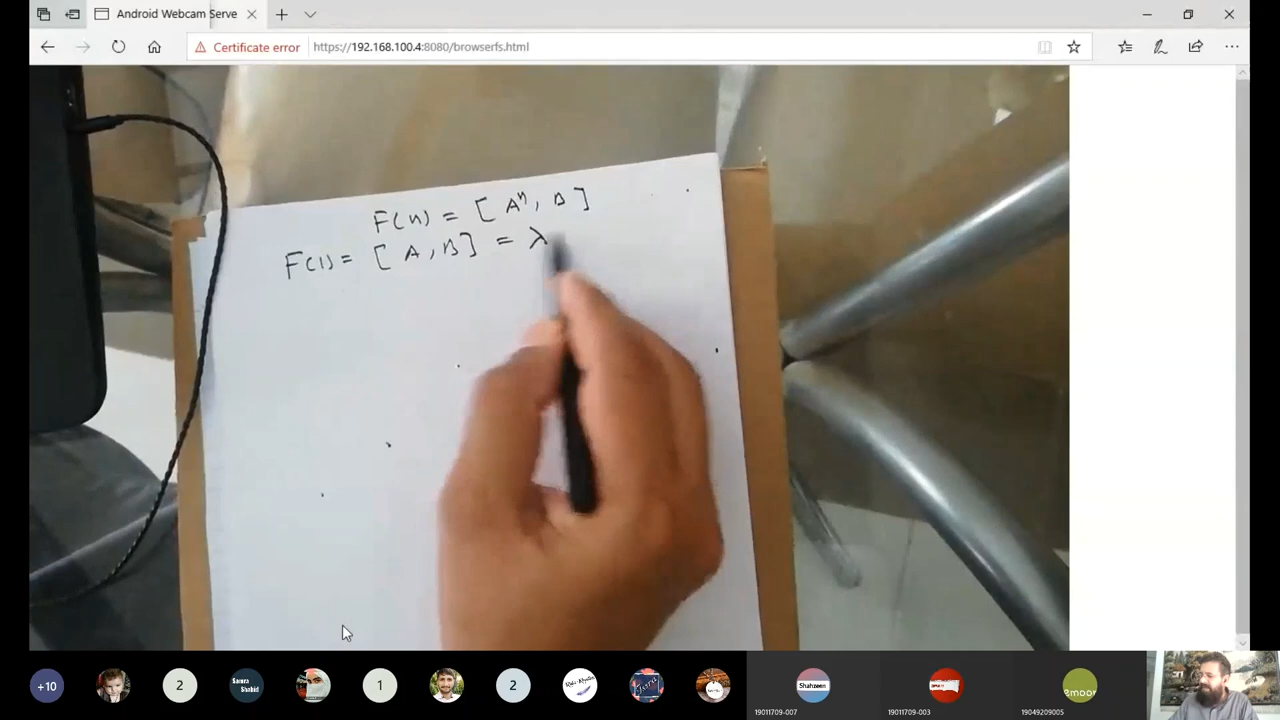 Android Webcam Serve
Certificate error
https://192.168.100.4:8080/browserfs.html
F(n) = [ Aⁿ, B ]
F(1) = [ A , B ] = λ
+10
2
Samra Shahid
1
2
Shahzeen
19011709-007
19011709-003
19049209005